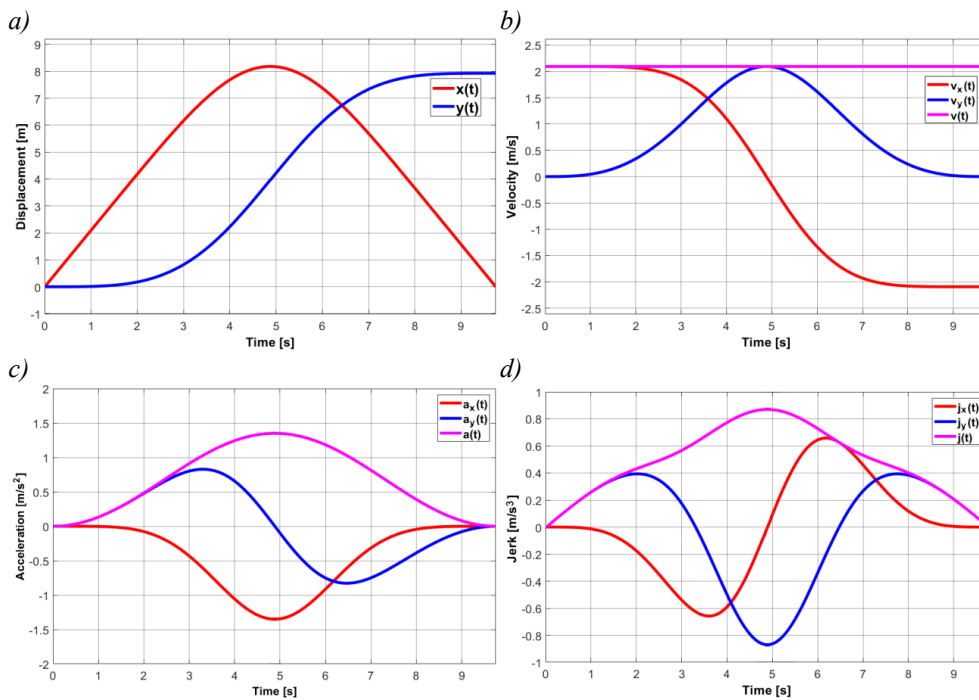 a)
9
8
7
6
5
4
3
2
1
0
-1
Displacement [m]
x(t)
y(t)
0 1 2 3 4 5 6 7 8 9
Time [s]
b)
2.5
2
1.5
1
0.5
0
-0.5
-1
-1.5
-2
-2.5
Velocity [m/s]
vx(t)
vy(t)
v(t)
0 1 2 3 4 5 6 7 8 9
Time [s]
c)
2
1.5
1
0.5
0
-0.5
-1
-1.5
-2
Acceleration [m/s²]
ax(t)
ay(t)
a(t)
0 1 2 3 4 5 6 7 8 9
Time [s]
d)
1
0.8
0.6
0.4
0.2
0
-0.2
-0.4
-0.6
-0.8
-1
Jerk [m/s³]
jx(t)
jy(t)
j(t)
0 1 2 3 4 5 6 7 8 9
Time [s]